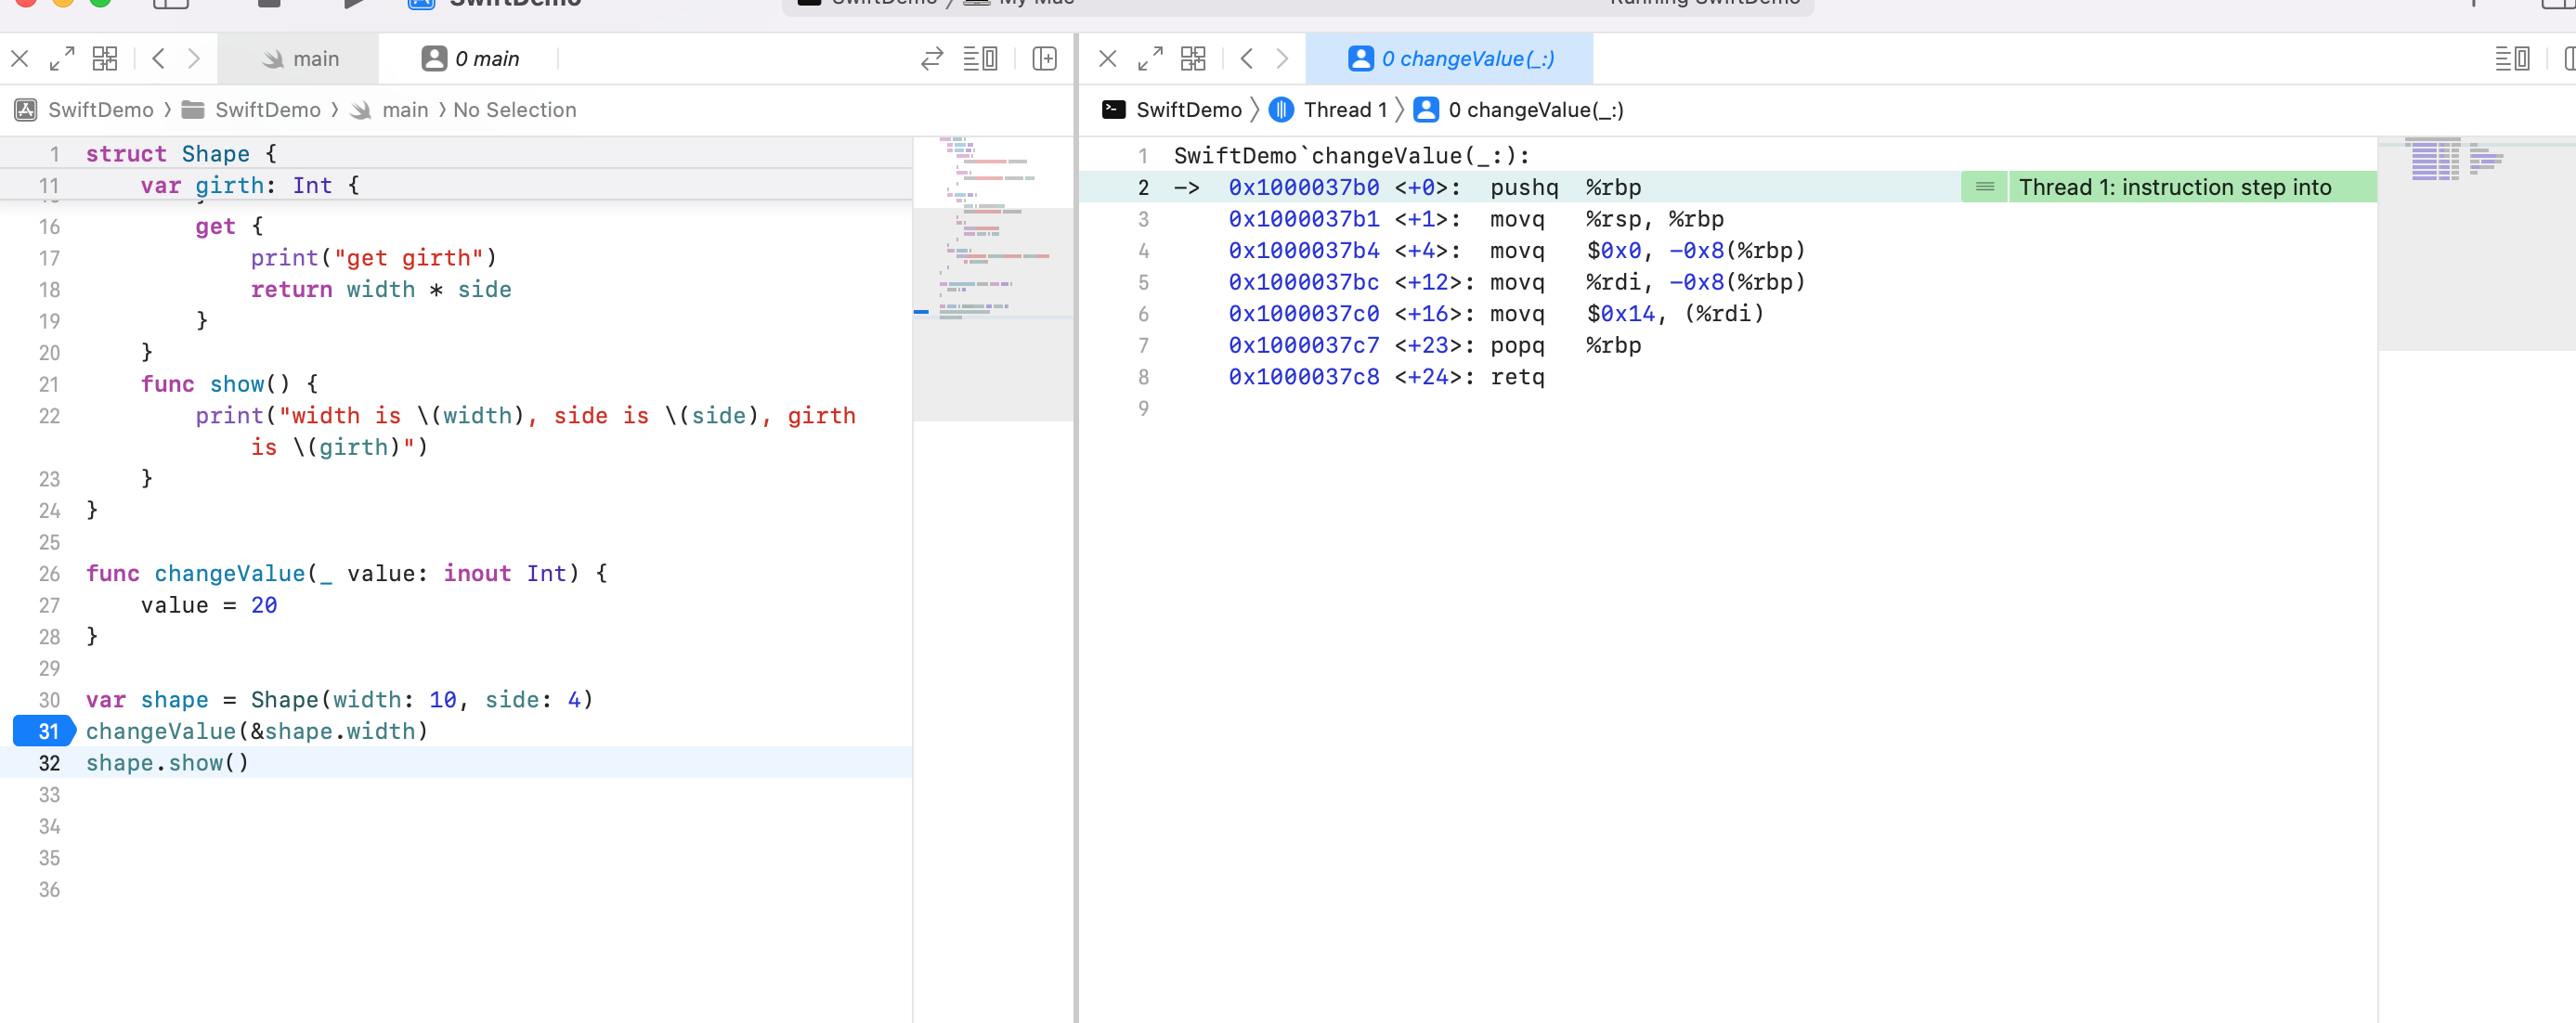 SwiftDemo
SwiftDemo / My Mac
Running SwiftDemo
main
0 main
SwiftDemo 〉 SwiftDemo 〉 main 〉 No Selection
1 struct Shape {
11     var girth: Int {
16         get {
17             print("get girth")
18             return width * side
19         }
20     }
21     func show() {
22         print("width is \(width), side is \(side), girth
            is \(girth)")
23     }
24 }
25
26 func changeValue(_ value: inout Int) {
27     value = 20
28 }
29
30 var shape = Shape(width: 10, side: 4)
31 changeValue(&shape.width)
32 shape.show()
33
34
35
36
0 changeValue(_:)
SwiftDemo 〉 Thread 1 〉 0 changeValue(_:)
1 SwiftDemo`changeValue(_:):
2 ->  0x1000037b0 <+0>:  pushq  %rbp
Thread 1: instruction step into
3     0x1000037b1 <+1>:  movq   %rsp, %rbp
4     0x1000037b4 <+4>:  movq   $0x0, -0x8(%rbp)
5     0x1000037bc <+12>: movq   %rdi, -0x8(%rbp)
6     0x1000037c0 <+16>: movq   $0x14, (%rdi)
7     0x1000037c7 <+23>: popq   %rbp
8     0x1000037c8 <+24>: retq
9